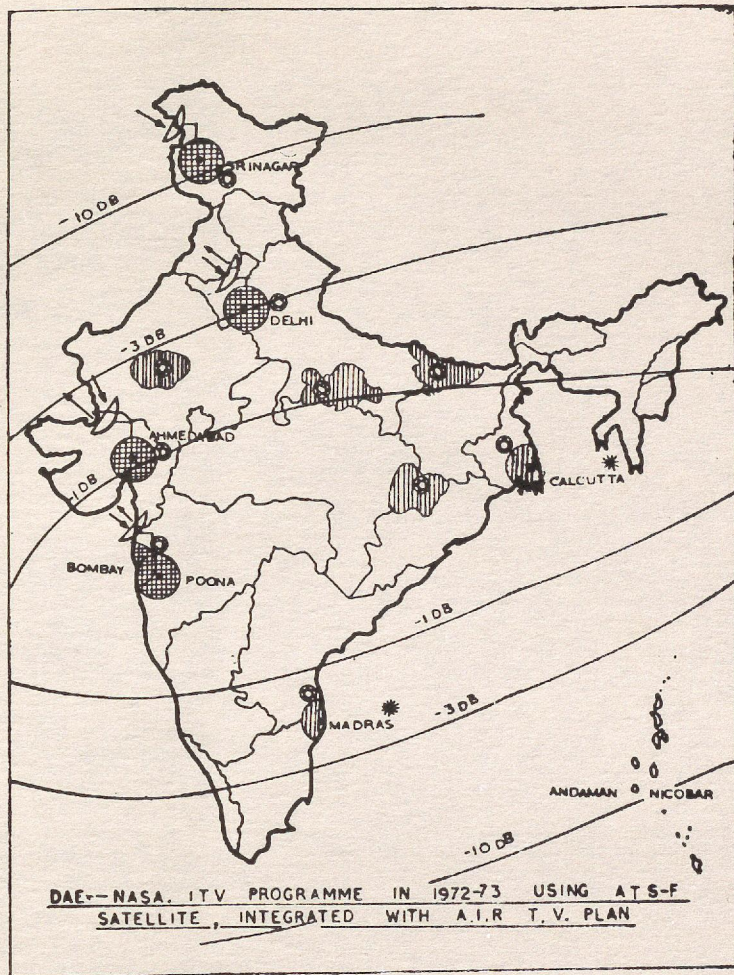 SRINAGAR
-10 DB
DELHI
-3 DB
AHMEDABAD
-1 DB
CALCUTTA
BOMBAY
POONA
-1 DB
-3 DB
MADRAS
ANDAMAN NICOBAR
-10 DB
DAE--NASA. ITV PROGRAMME IN 1972-73 USING ATS-F
SATELLITE, INTEGRATED WITH A.I.R T.V. PLAN